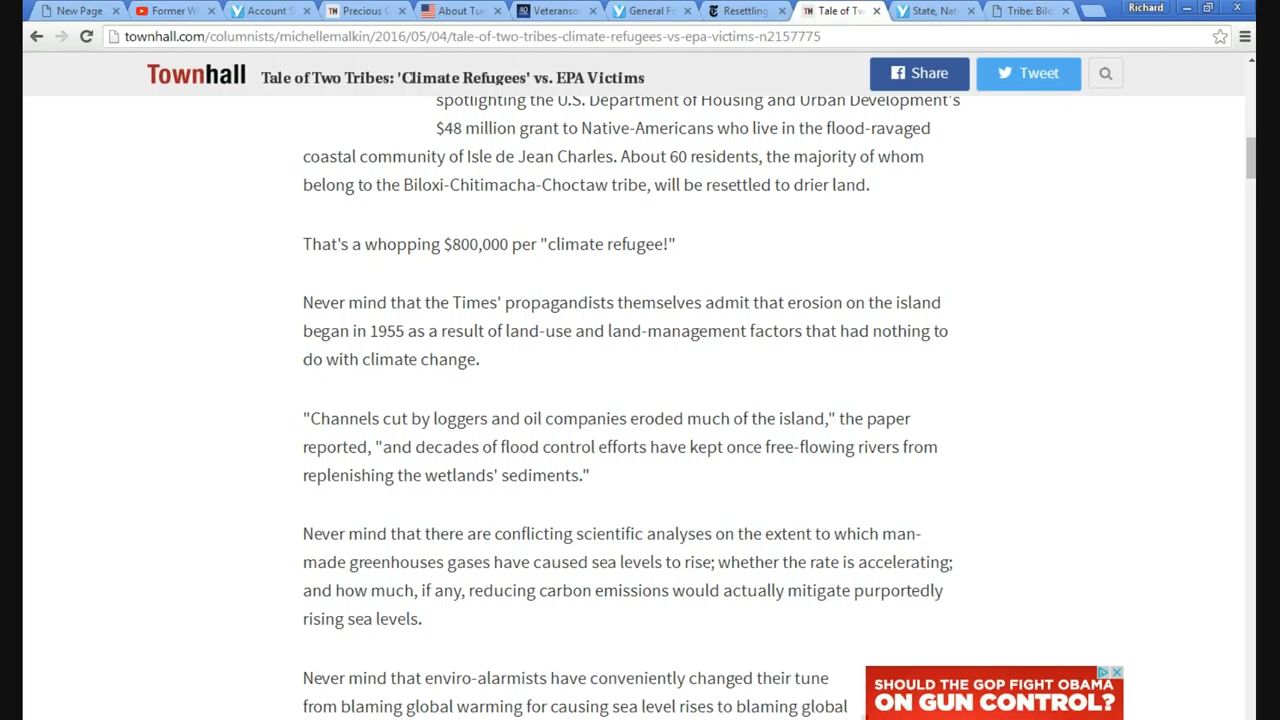 New Page
Former W
Account S
Precious
About Tur
Veteranso
General F
Resettling
Tale of Tw
State, Nat
Tribe: Bilo
Richard
townhall.com/columnists/michellemalkin/2016/05/04/tale-of-two-tribes-climate-refugees-vs-epa-victims-n2157775
Townhall
Tale of Two Tribes: 'Climate Refugees' vs. EPA Victims
Share
Tweet
spotlighting the U.S. Department of Housing and Urban Development's
$48 million grant to Native-Americans who live in the flood-ravaged
coastal community of Isle de Jean Charles. About 60 residents, the majority of whom
belong to the Biloxi-Chitimacha-Choctaw tribe, will be resettled to drier land.
That's a whopping $800,000 per "climate refugee!"
Never mind that the Times' propagandists themselves admit that erosion on the island
began in 1955 as a result of land-use and land-management factors that had nothing to
do with climate change.
"Channels cut by loggers and oil companies eroded much of the island," the paper
reported, "and decades of flood control efforts have kept once free-flowing rivers from
replenishing the wetlands' sediments."
Never mind that there are conflicting scientific analyses on the extent to which man-
made greenhouses gases have caused sea levels to rise; whether the rate is accelerating;
and how much, if any, reducing carbon emissions would actually mitigate purportedly
rising sea levels.
Never mind that enviro-alarmists have conveniently changed their tune
from blaming global warming for causing sea level rises to blaming global
SHOULD THE GOP FIGHT OBAMA
ON GUN CONTROL?